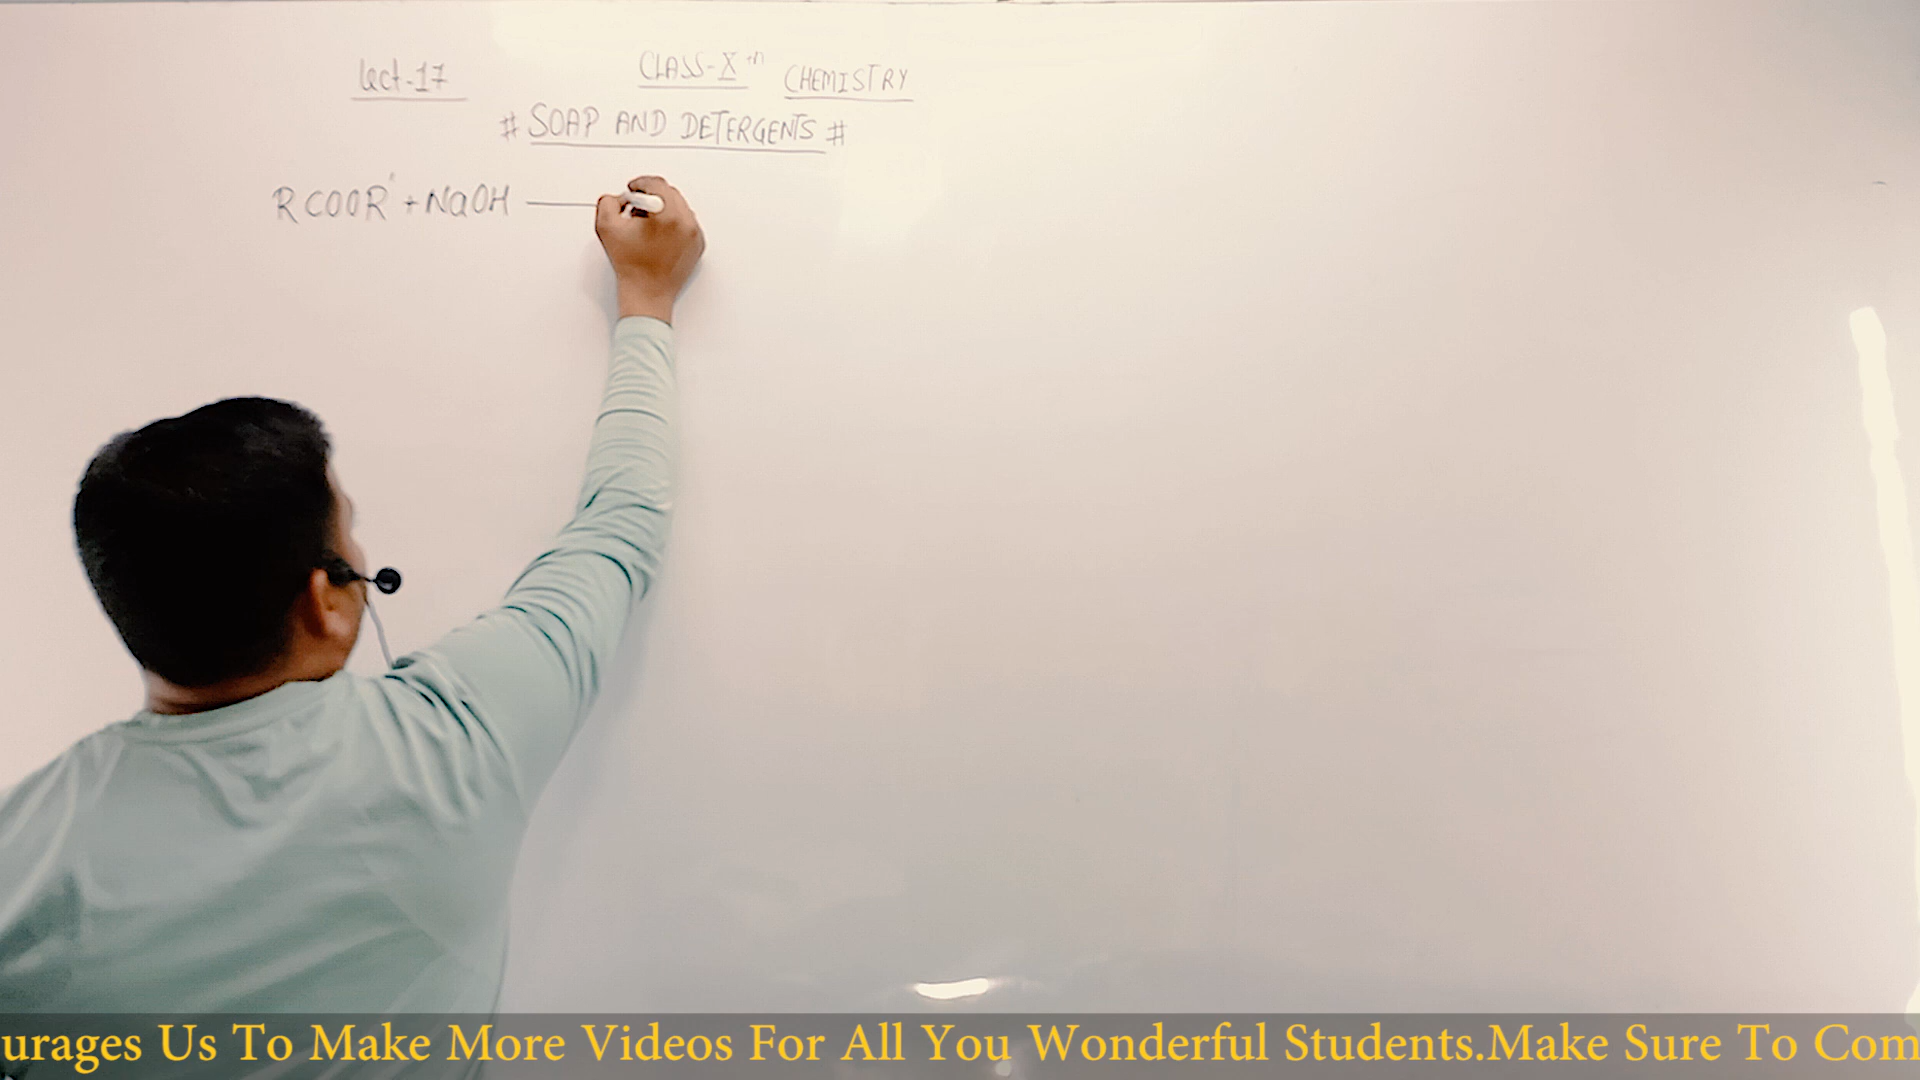 Lect-17 CLASS-Xth CHEMISTRY
# SOAP AND DETERGENTS #
RCOOR' + NaOH
urages Us To Make More Videos For All You Wonderful Students.Make Sure To Com